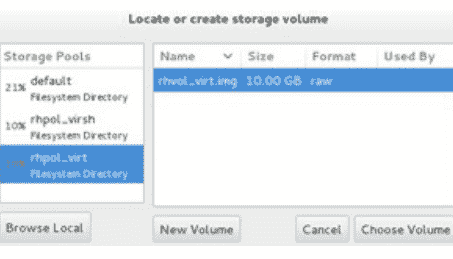 Locate or create storage volume
Storage Pools
21% default
Filesystem Directory
10% rhpol_virsh
Filesystem Directory
rhpol_virt
Filesystem Directory
Name Size Format Used By
rhvol_virt.img 10.00 GB raw
Browse Local
New Volume
Cancel
Choose Volume